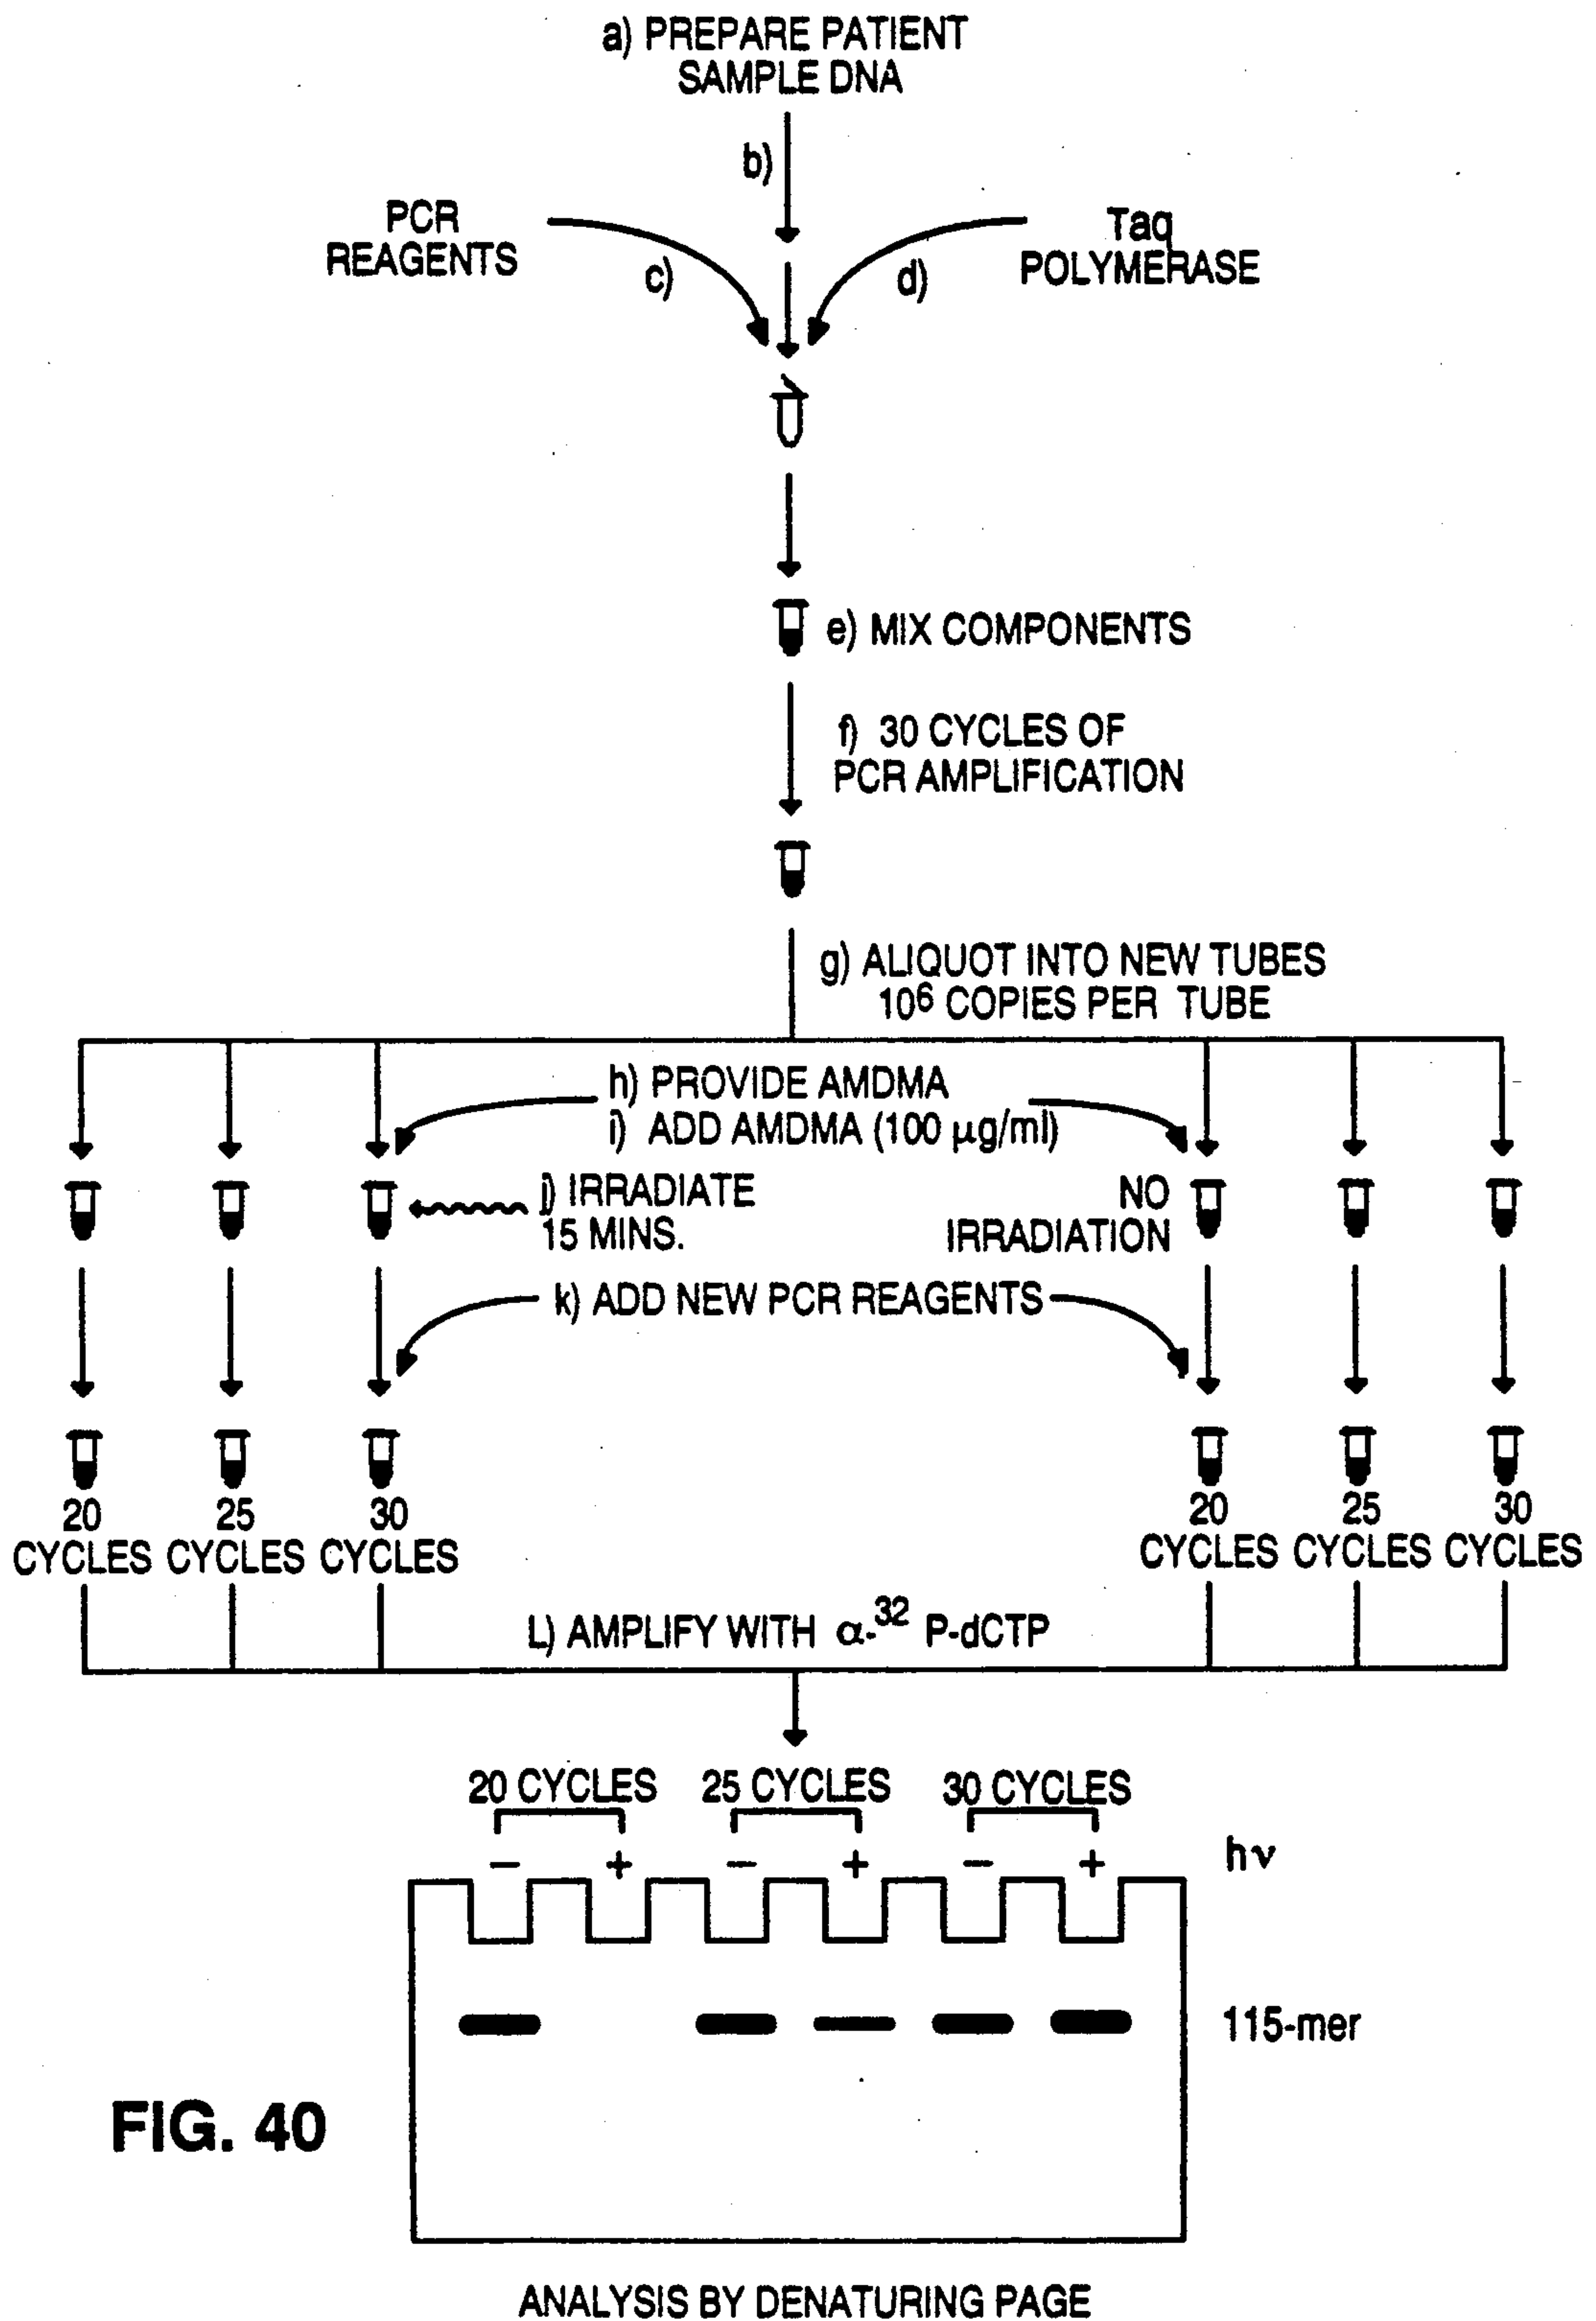 a) PREPARE PATIENT
SAMPLE DNA
b)
PCR
REAGENTS
c)
d)
Taq
POLYMERASE
e) MIX COMPONENTS
f) 30 CYCLES OF
PCR AMPLIFICATION
g) ALIQUOT INTO NEW TUBES
10⁶ COPIES PER TUBE
h) PROVIDE AMDMA
i) ADD AMDMA (100 µg/ml)
j) IRRADIATE
15 MINS.
NO
IRRADIATION
k) ADD NEW PCR REAGENTS
20 CYCLES
25 CYCLES
30 CYCLES
20 CYCLES
25 CYCLES
30 CYCLES
L) AMPLIFY WITH α-³² P-dCTP
20 CYCLES 25 CYCLES 30 CYCLES
− + − + − + hν
115-mer
FIG. 40
ANALYSIS BY DENATURING PAGE